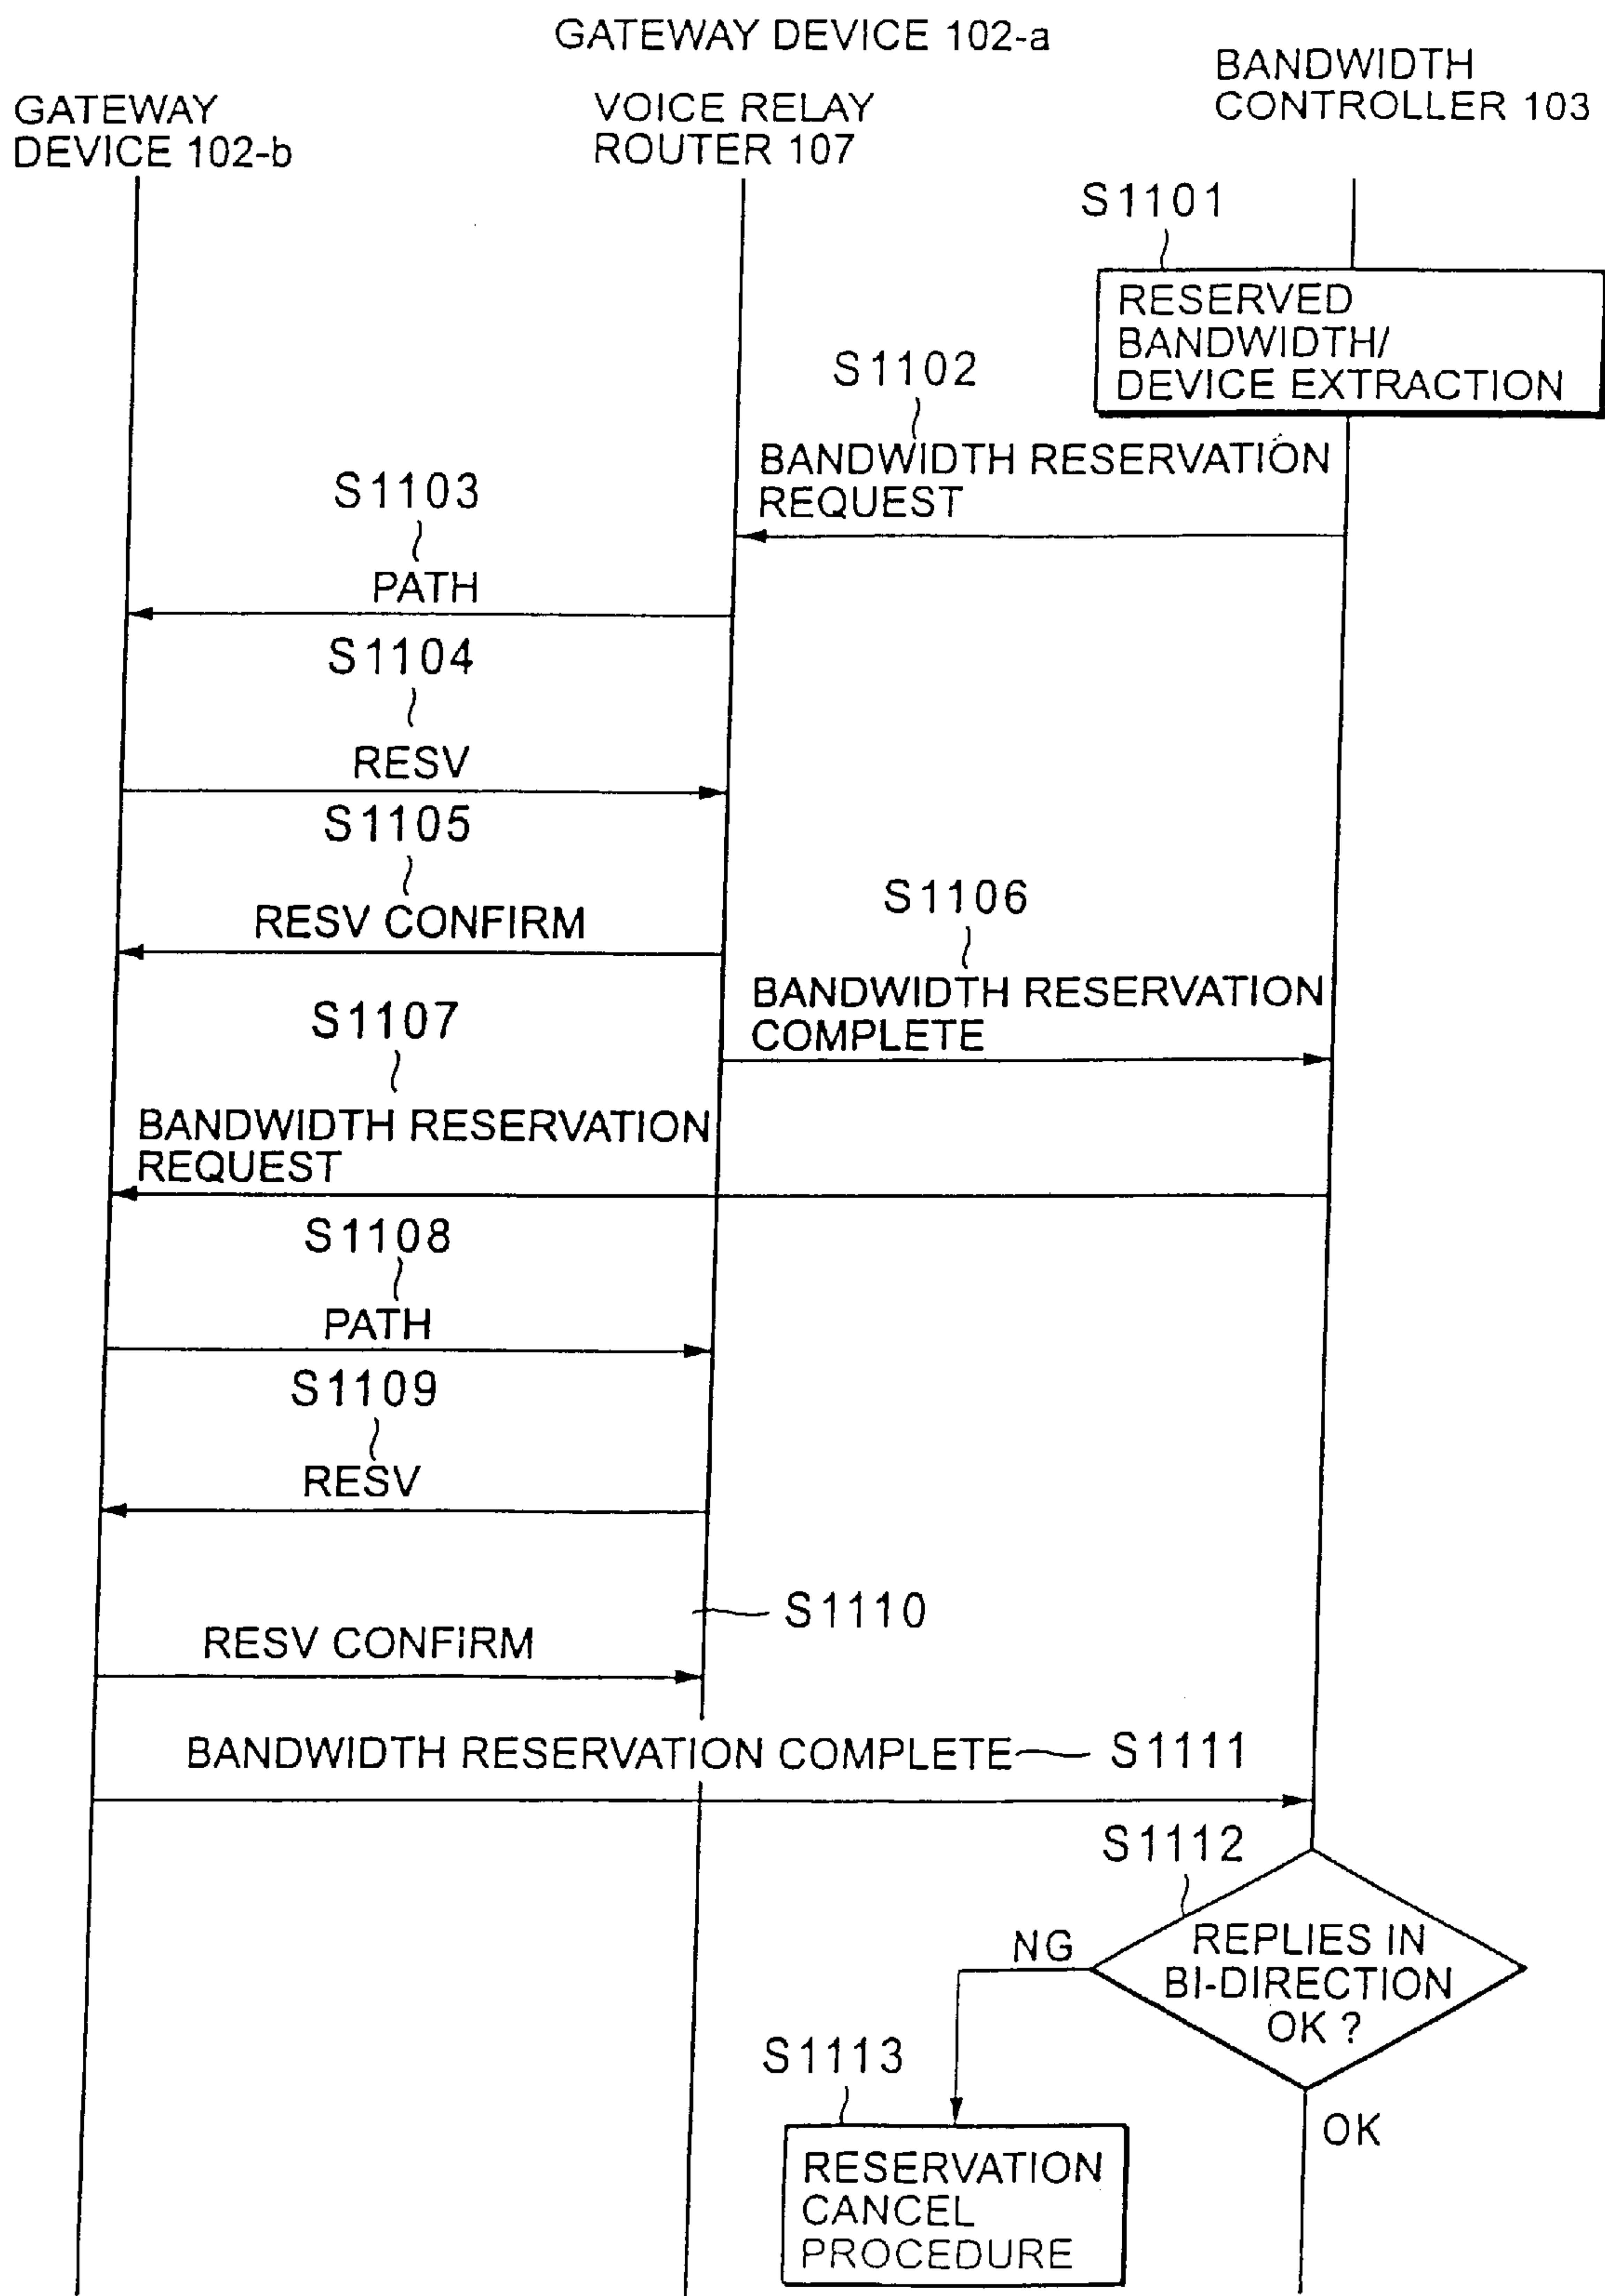 GATEWAY DEVICE 102-a
GATEWAY
DEVICE 102-b
VOICE RELAY
ROUTER 107
BANDWIDTH
CONTROLLER 103
S1101
RESERVED
BANDWIDTH/
DEVICE EXTRACTION
S1102
BANDWIDTH RESERVATION
REQUEST
S1103
PATH
S1104
RESV
S1105
RESV CONFIRM
S1106
BANDWIDTH RESERVATION
COMPLETE
S1107
BANDWIDTH RESERVATION
REQUEST
S1108
PATH
S1109
RESV
S1110
RESV CONFIRM
BANDWIDTH RESERVATION COMPLETE
S1111
S1112
REPLIES IN
BI-DIRECTION
OK ?
NG
S1113
RESERVATION
CANCEL
PROCEDURE
OK